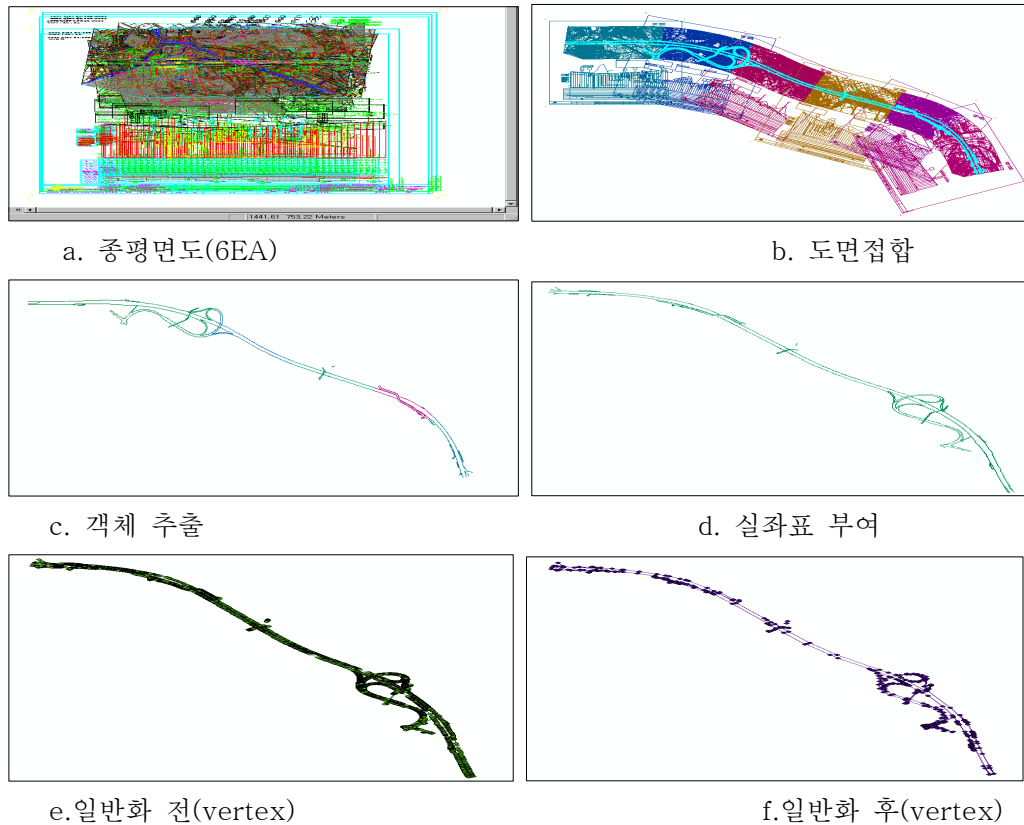 1441.61 753.22 Meters
a. 종평면도(6EA)
b. 도면접합
c. 객체 추출
d. 실좌표 부여
e.일반화 전(vertex)
f.일반화 후(vertex)